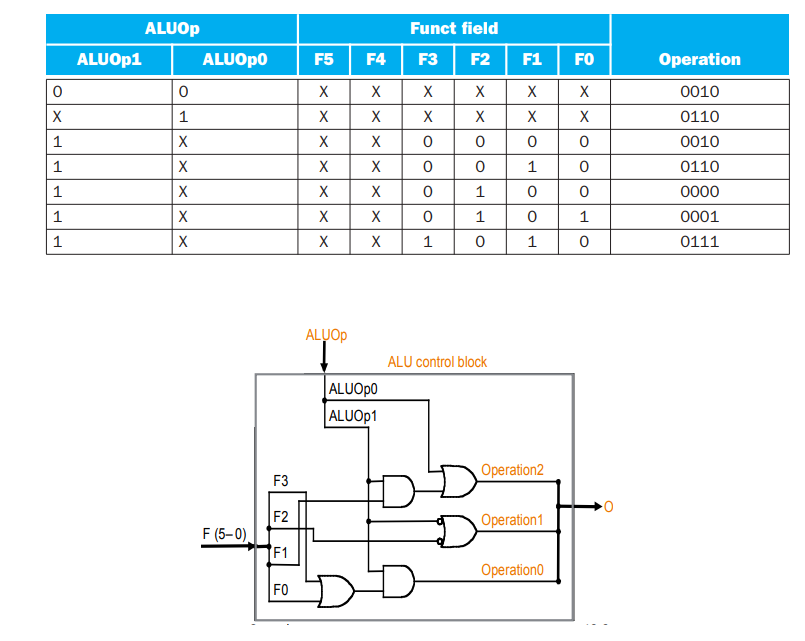 ALUOp Funct field
ALUOp1 ALUOp0 F5 F4 F3 F2 F1 F0 Operation
0 0 X X X X X X 0010
X 1 X X X X X X 0110
1 X X X 0 0 0 0 0010
1 X X X 0 0 1 0 0110
1 X X X 0 1 0 0 0000
1 X X X 0 1 0 1 0001
1 X X X 1 0 1 0 0111
ALUOp
ALU control block
ALUOp0
ALUOp1
Operation2
F3
O
F2
Operation1
F (5–0)
F1
Operation0
F0